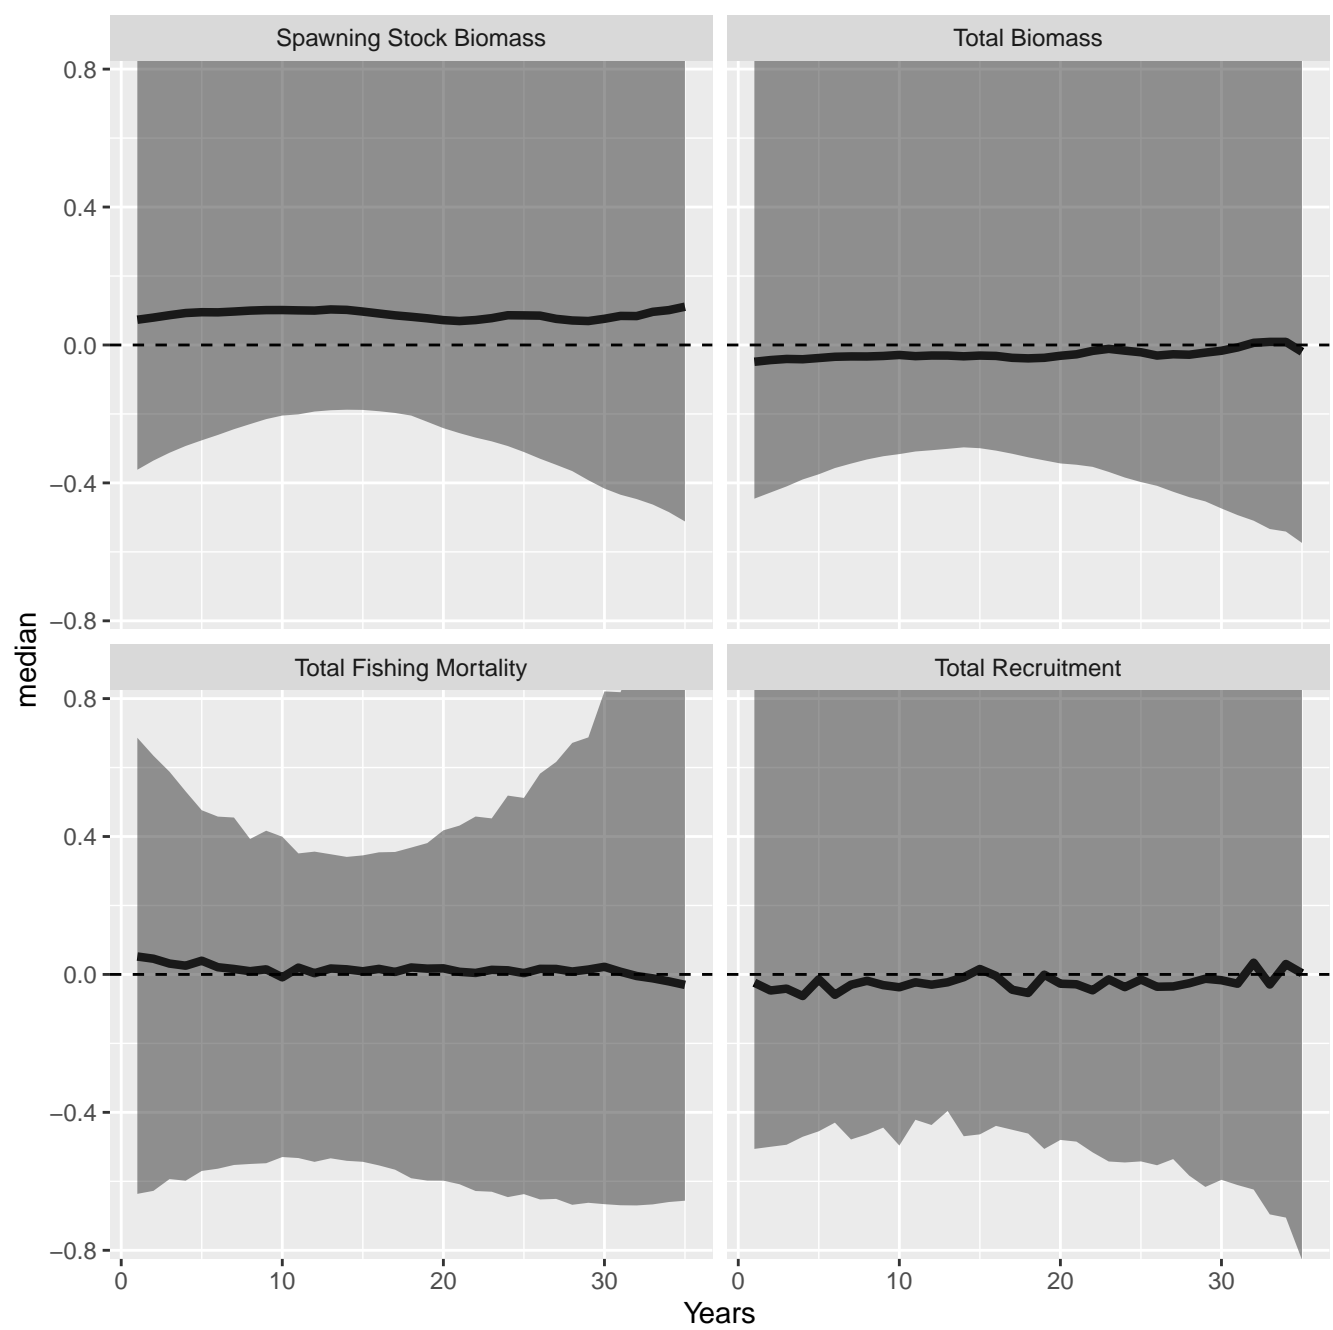 Spawning Stock Biomass
Total Biomass
0.8
0.4
0.0
−0.4
−0.8
median
Total Fishing Mortality
Total Recruitment
0.8
0.4
0.0
−0.4
−0.8
0 10 20 30
0 10 20 30
Years